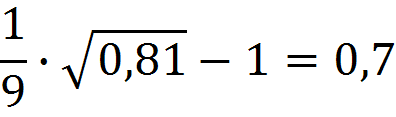 1/9 · √0,81 − 1 = 0,7